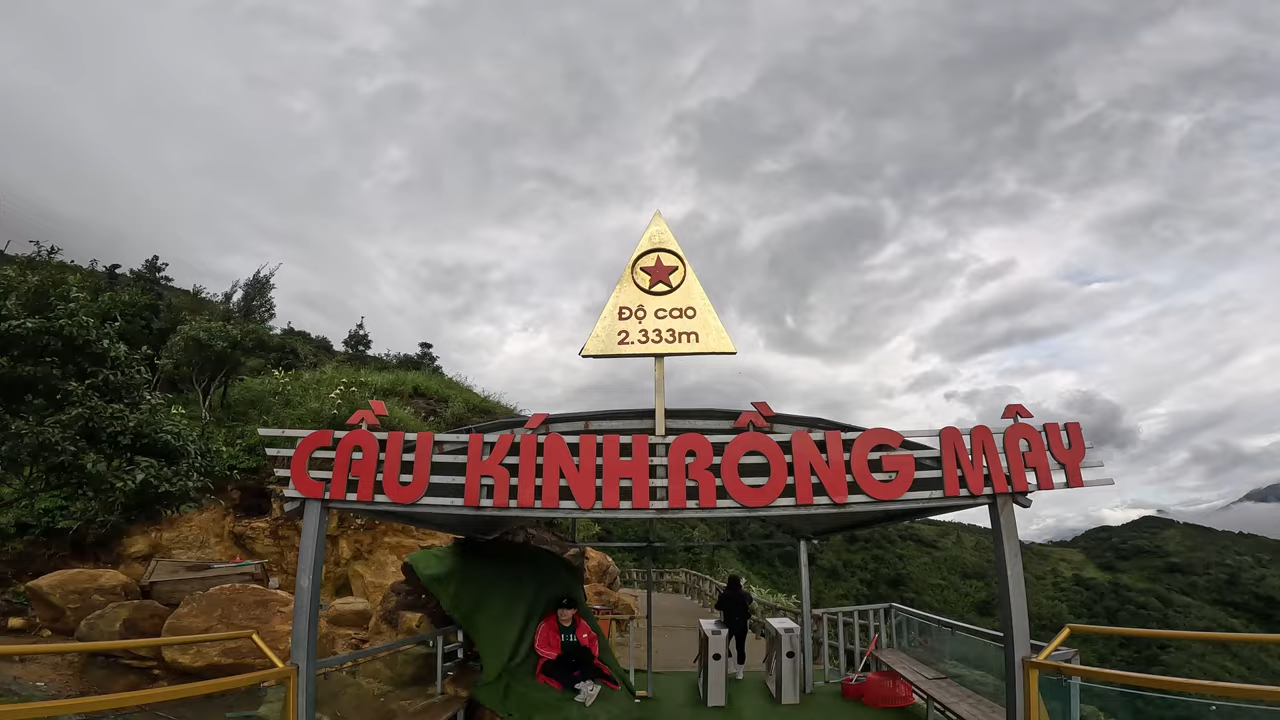 Độ cao
2.333m
CẦU KÍNH RỒNG MÂY